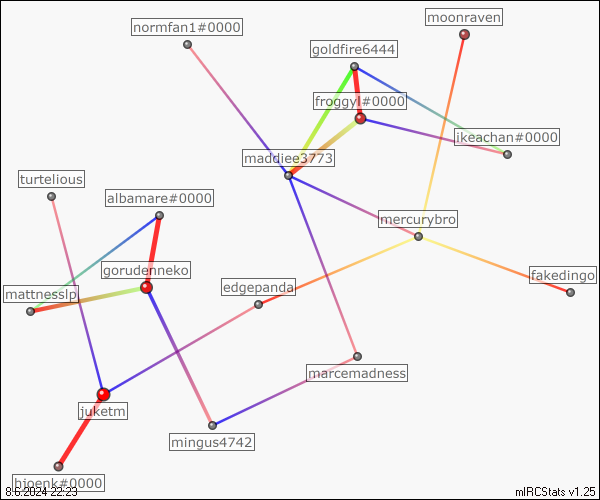 normfan1#0000
moonraven
goldfire6444
froggyl#0000
ikeachan#0000
maddiee3773
turtelious
albamare#0000
mercurybro
gorudenneko
fakedingo
edgepanda
mattnesslp
marcemadness
juketm
mingus4742
hjoenk#0000
8.6.2024 22:23
mIRCStats v1.25